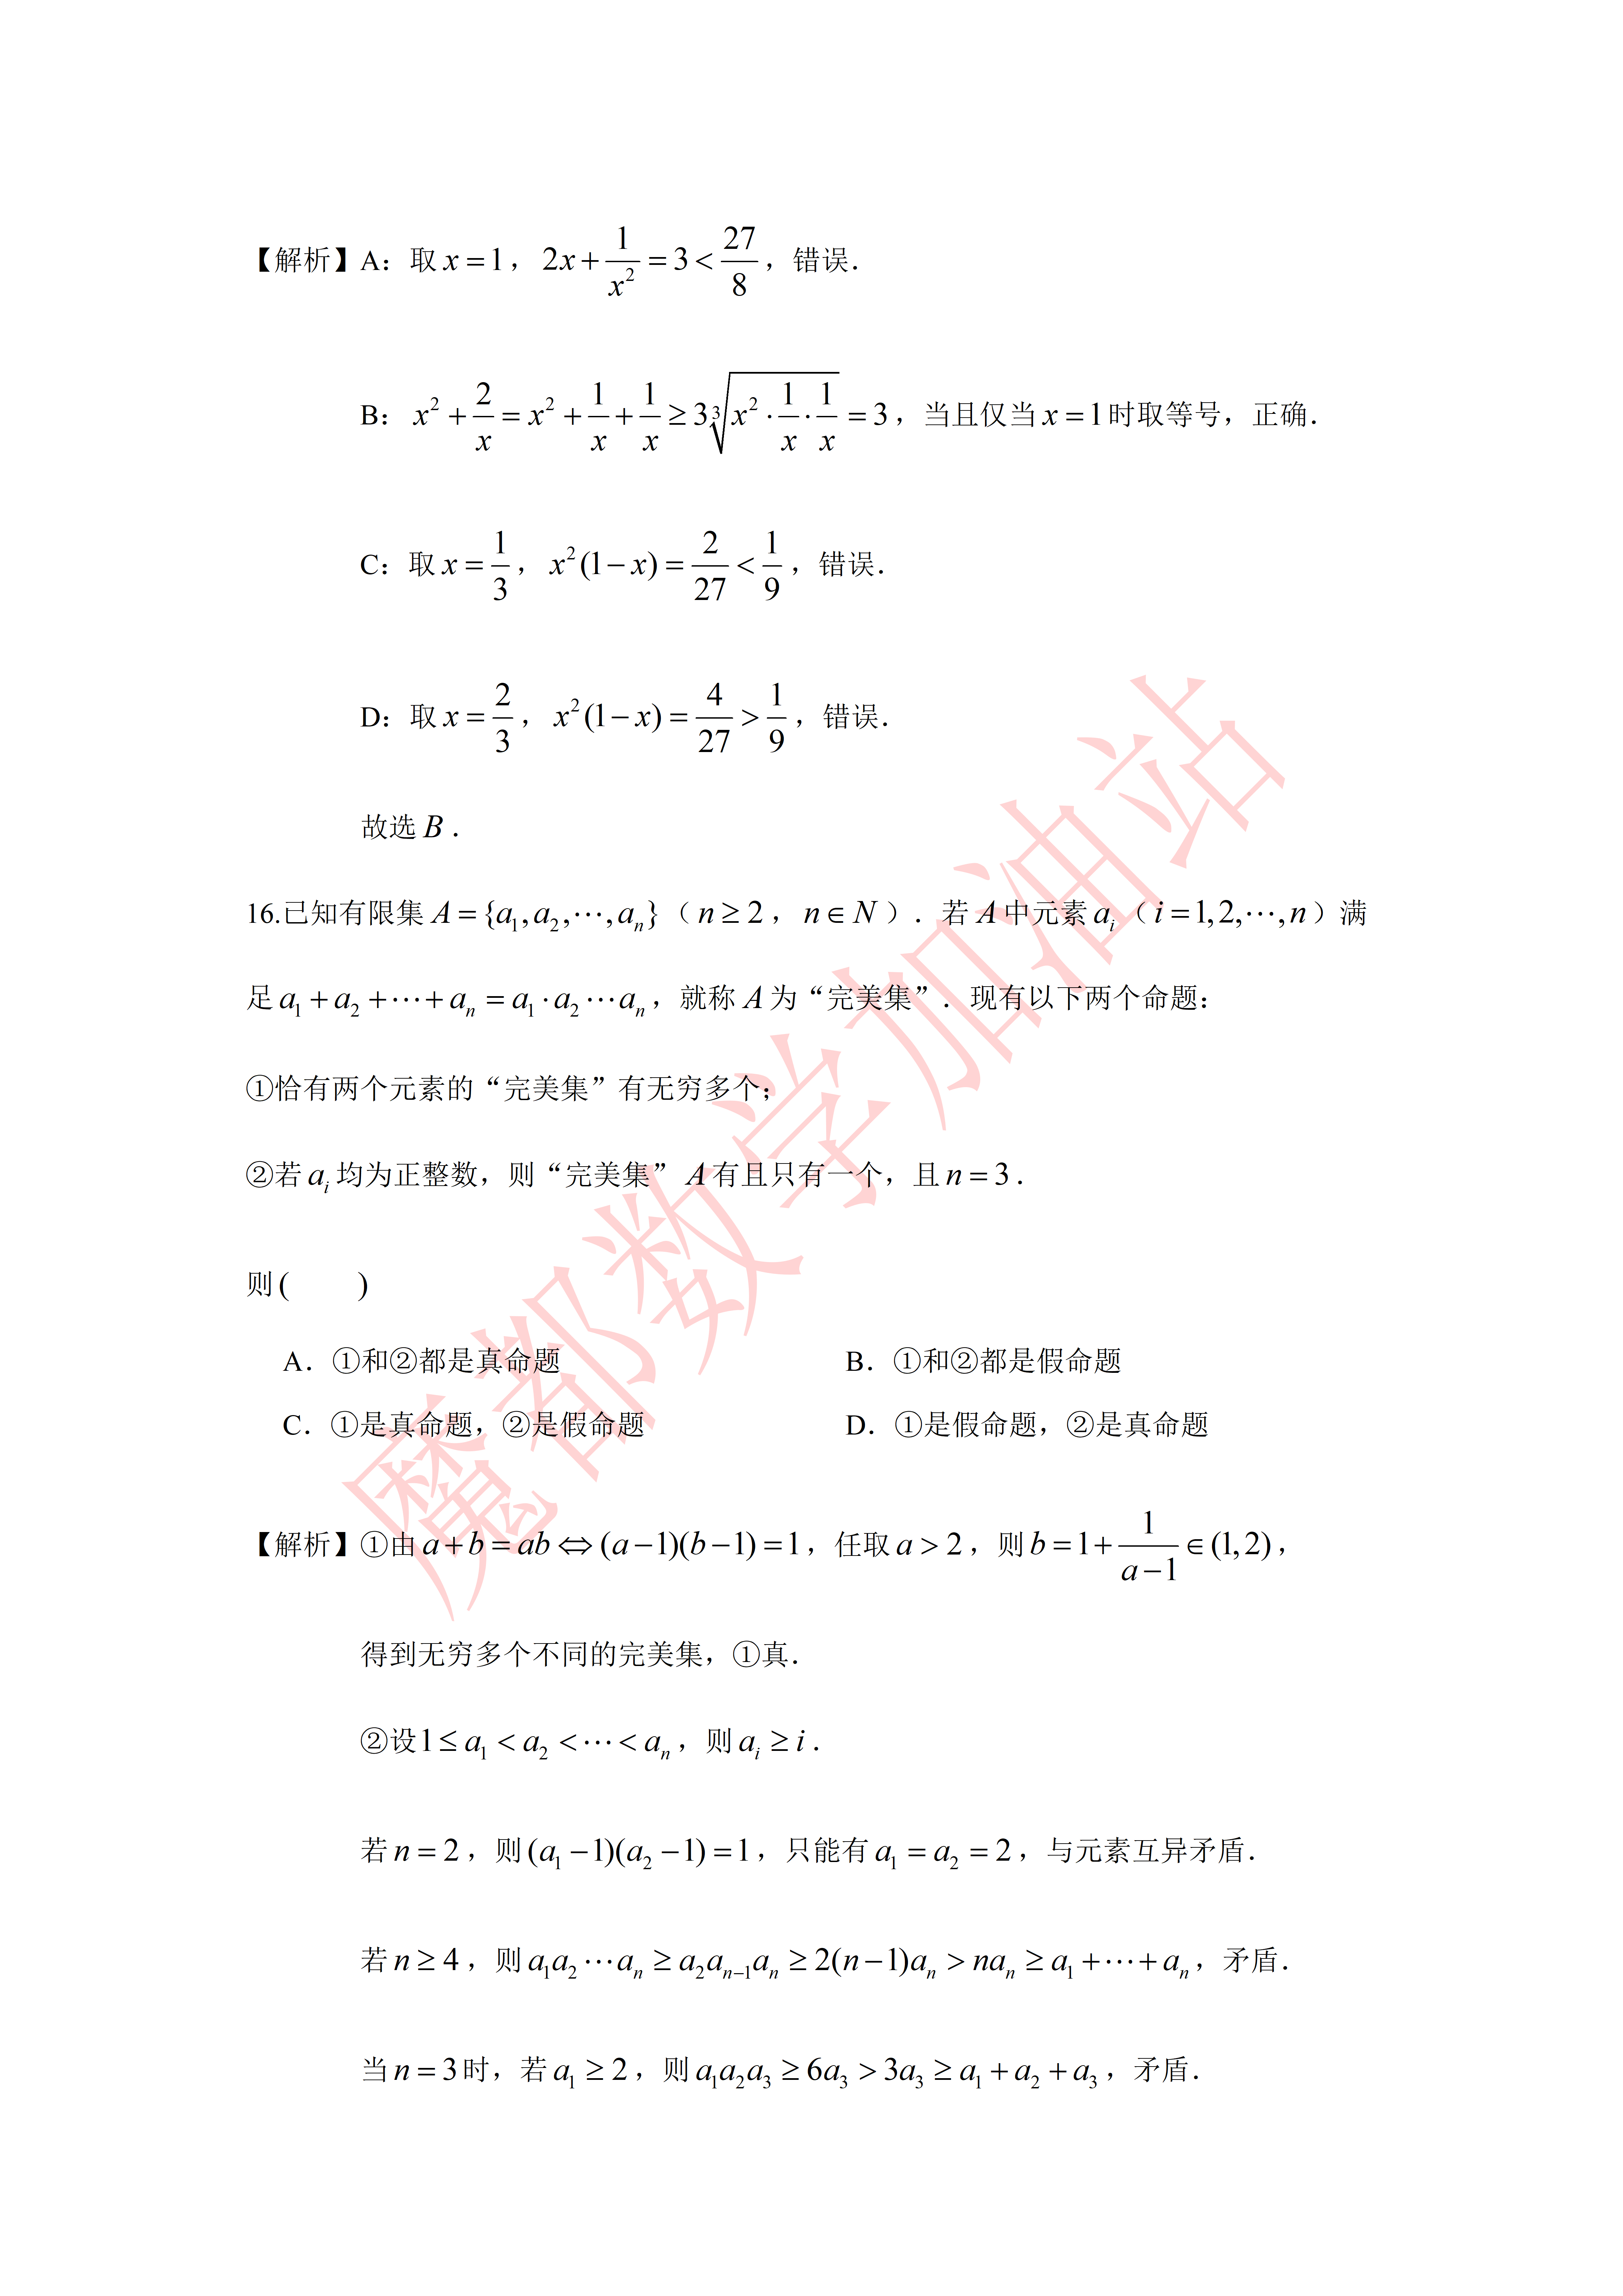 【解析】A：取 x = 1，2x + 1/x² = 3 < 27/8，错误．
B：x² + 2/x = x² + 1/x + 1/x ≥ 3∛(x² · 1/x · 1/x) = 3，当且仅当 x = 1 时取等号，正确．
C：取 x = 1/3，x²(1 − x) = 2/27 < 1/9，错误．
D：取 x = 2/3，x²(1 − x) = 4/27 > 1/9，错误．
故选 B．
16.已知有限集 A = {a₁, a₂, ⋯, aₙ}（n ≥ 2，n ∈ N）．若 A 中元素 aᵢ（i = 1, 2, ⋯, n）满
足 a₁ + a₂ + ⋯ + aₙ = a₁ · a₂ ⋯ aₙ，就称 A 为“完美集”．现有以下两个命题：
①恰有两个元素的“完美集”有无穷多个；
②若 aᵢ 均为正整数，则“完美集” A 有且只有一个，且 n = 3．
则(　　)
A．①和②都是真命题　　B．①和②都是假命题
C．①是真命题，②是假命题　　D．①是假命题，②是真命题
【解析】①由 a + b = ab ⇔ (a − 1)(b − 1) = 1，任取 a > 2，则 b = 1 + 1/(a − 1) ∈ (1, 2)，
得到无穷多个不同的完美集，①真．
②设 1 ≤ a₁ < a₂ < ⋯ < aₙ，则 aᵢ ≥ i．
若 n = 2，则 (a₁ − 1)(a₂ − 1) = 1，只能有 a₁ = a₂ = 2，与元素互异矛盾．
若 n ≥ 4，则 a₁a₂ ⋯ aₙ ≥ a₂aₙ₋₁aₙ ≥ 2(n − 1)aₙ > naₙ ≥ a₁ + ⋯ + aₙ，矛盾．
当 n = 3 时，若 a₁ ≥ 2，则 a₁a₂a₃ ≥ 6a₃ > 3a₃ ≥ a₁ + a₂ + a₃，矛盾．
魔都数学加油站